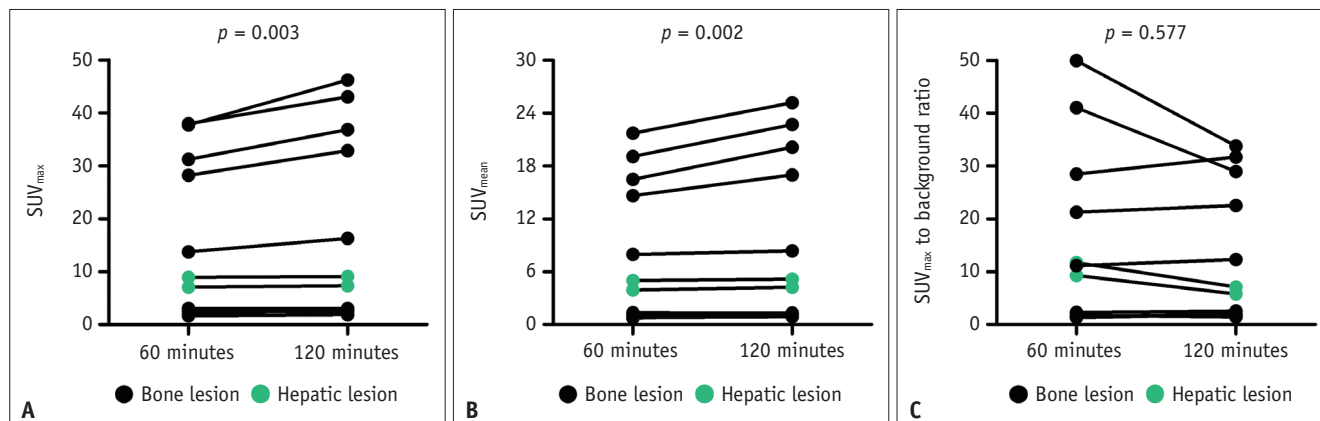 p = 0.003
50
40
30
20
10
0
SUVmax
60 minutes
120 minutes
Bone lesion
Hepatic lesion
A
p = 0.002
30
24
18
12
6
0
SUVmean
60 minutes
120 minutes
Bone lesion
Hepatic lesion
B
p = 0.577
50
40
30
20
10
0
SUVmax to background ratio
60 minutes
120 minutes
Bone lesion
Hepatic lesion
C